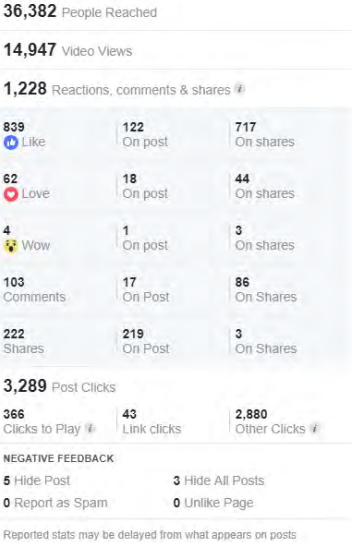 36,382 People Reached
14,947 Video Views
1,228 Reactions, comments & shares i
839 122 717
Like On post On shares
62 18 44
Love On post On shares
4 1 3
Wow On post On shares
103 17 86
Comments On Post On Shares
222 219 3
Shares On Post On Shares
3,289 Post Clicks
366 43 2,880
Clicks to Play i Link clicks Other Clicks i
NEGATIVE FEEDBACK
5 Hide Post 3 Hide All Posts
0 Report as Spam 0 Unlike Page
Reported stats may be delayed from what appears on posts